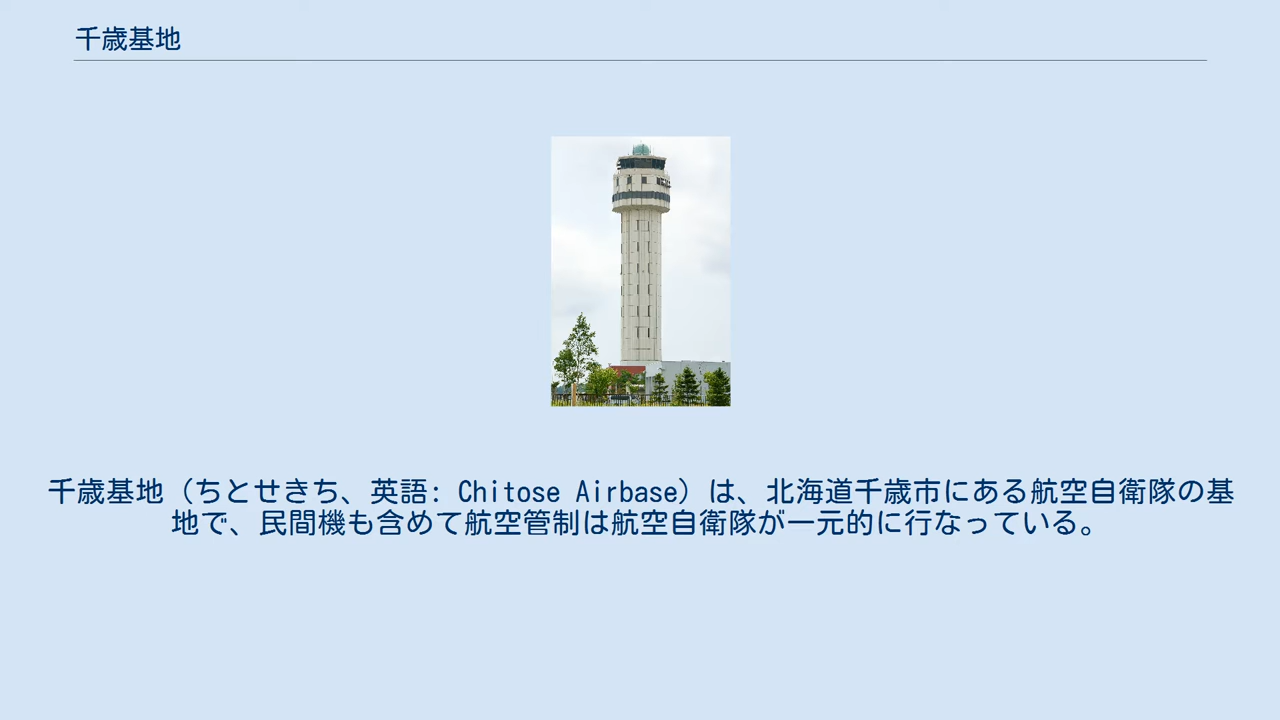 千歳基地
千歳基地（ちとせきち、英語: Chitose Airbase）は、北海道千歳市にある航空自衛隊の基
地で、民間機も含めて航空管制は航空自衛隊が一元的に行なっている。